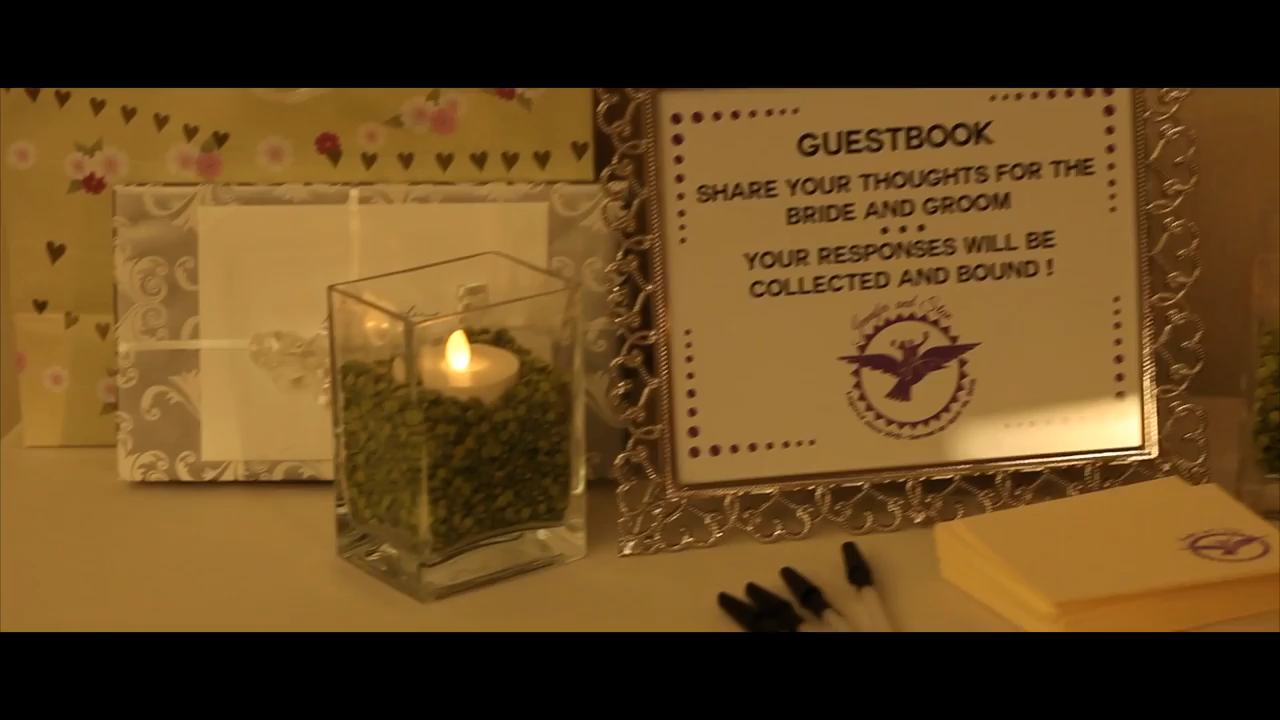 GUESTBOOK
SHARE YOUR THOUGHTS FOR THE
BRIDE AND GROOM
• • •
YOUR RESPONSES WILL BE
COLLECTED AND BOUND !